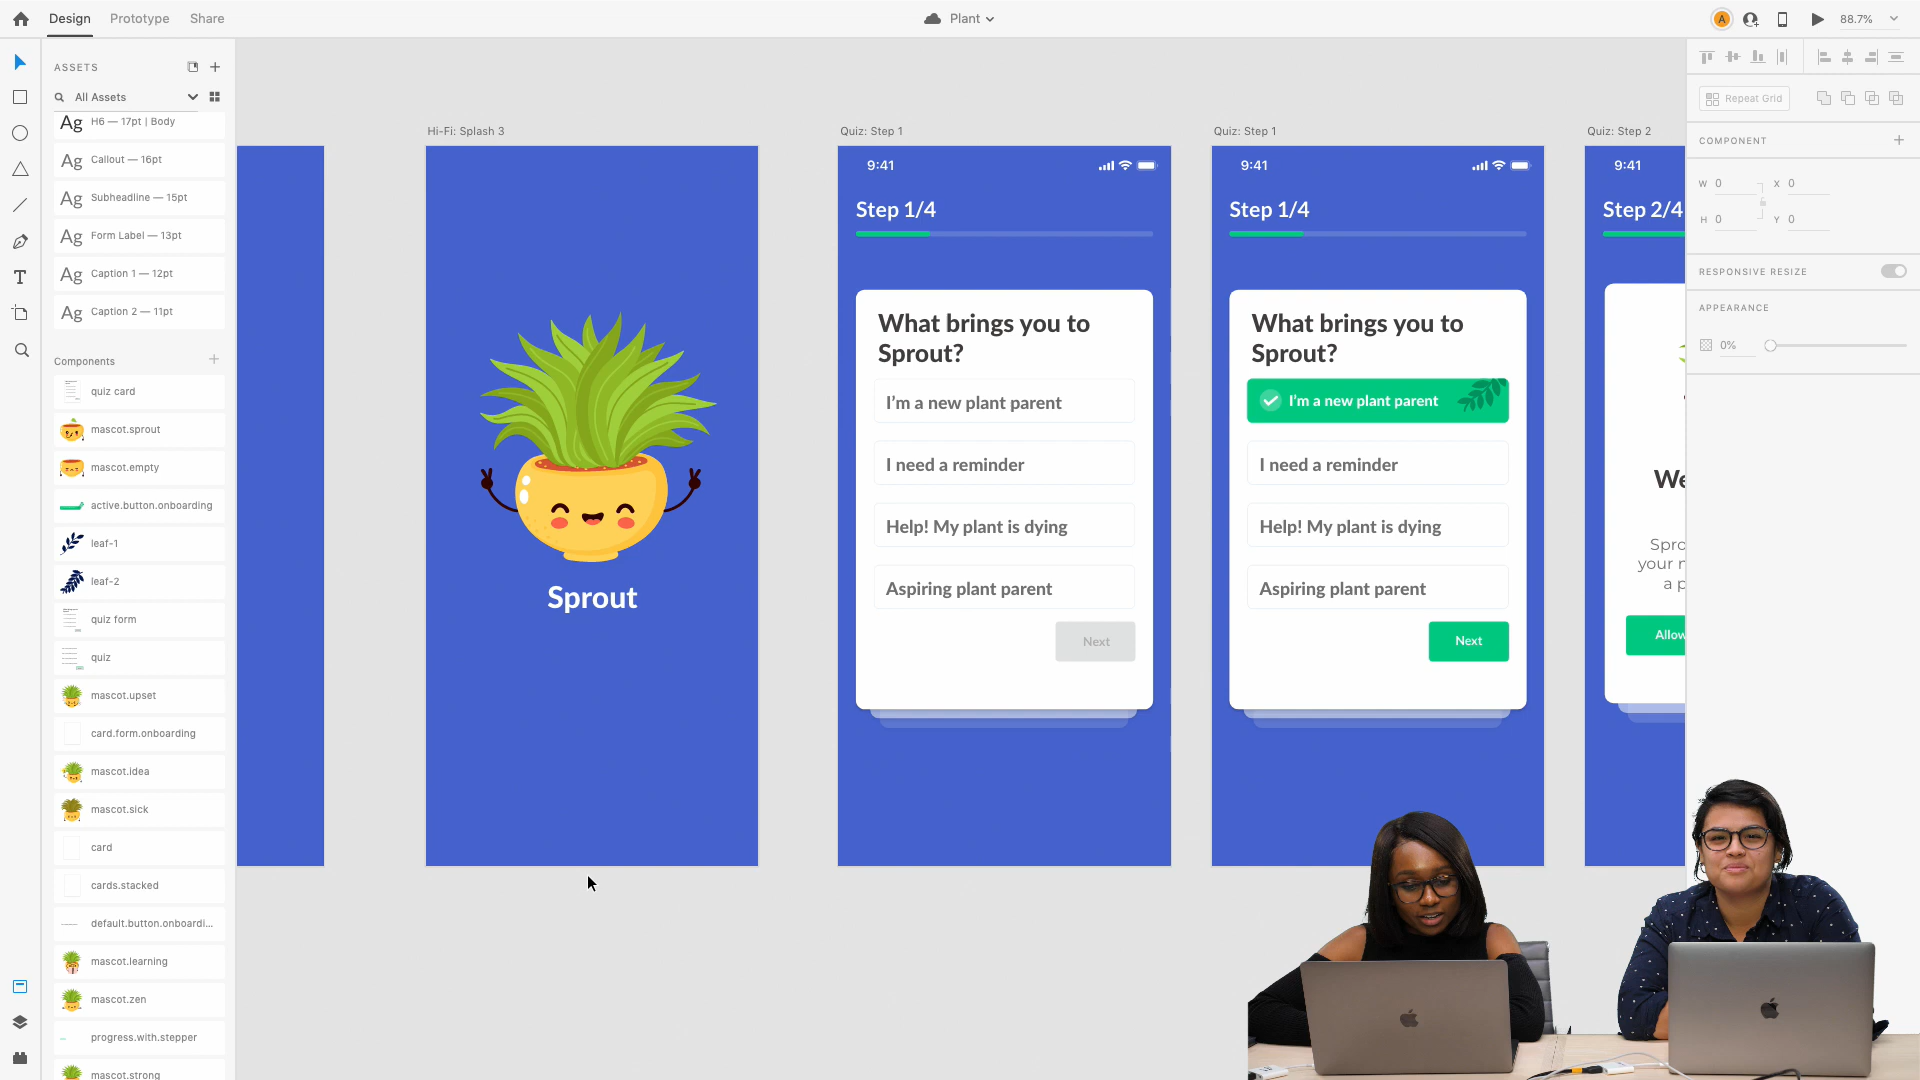 Design
Prototype
Share
Plant
A
88.7%
ASSETS
All Assets
Ag H6 — 17pt | Body
Ag Callout — 16pt
Ag Subheadline — 15pt
Ag Form Label — 13pt
Ag Caption 1 — 12pt
Ag Caption 2 — 11pt
Components
quiz card
mascot.sprout
mascot.empty
active.button.onboarding
leaf-1
leaf-2
quiz form
quiz
mascot.upset
card.form.onboarding
mascot.idea
mascot.sick
card
cards.stacked
default.button.onboardi...
mascot.learning
mascot.zen
progress.with.stepper
mascot.strong
T
Hi-Fi: Splash 3
Sprout
Quiz: Step 1
9:41
Step 1/4
What brings you to
Sprout?
I'm a new plant parent
I need a reminder
Help! My plant is dying
Aspiring plant parent
Next
Quiz: Step 1
9:41
Step 1/4
What brings you to
Sprout?
I'm a new plant parent
I need a reminder
Help! My plant is dying
Aspiring plant parent
Next
Quiz: Step 2
9:41
Step 2/4
We
Spro
your
a p
Allow
Repeat Grid
COMPONENT
W 0 X 0
H 0 Y 0
RESPONSIVE RESIZE
APPEARANCE
0%